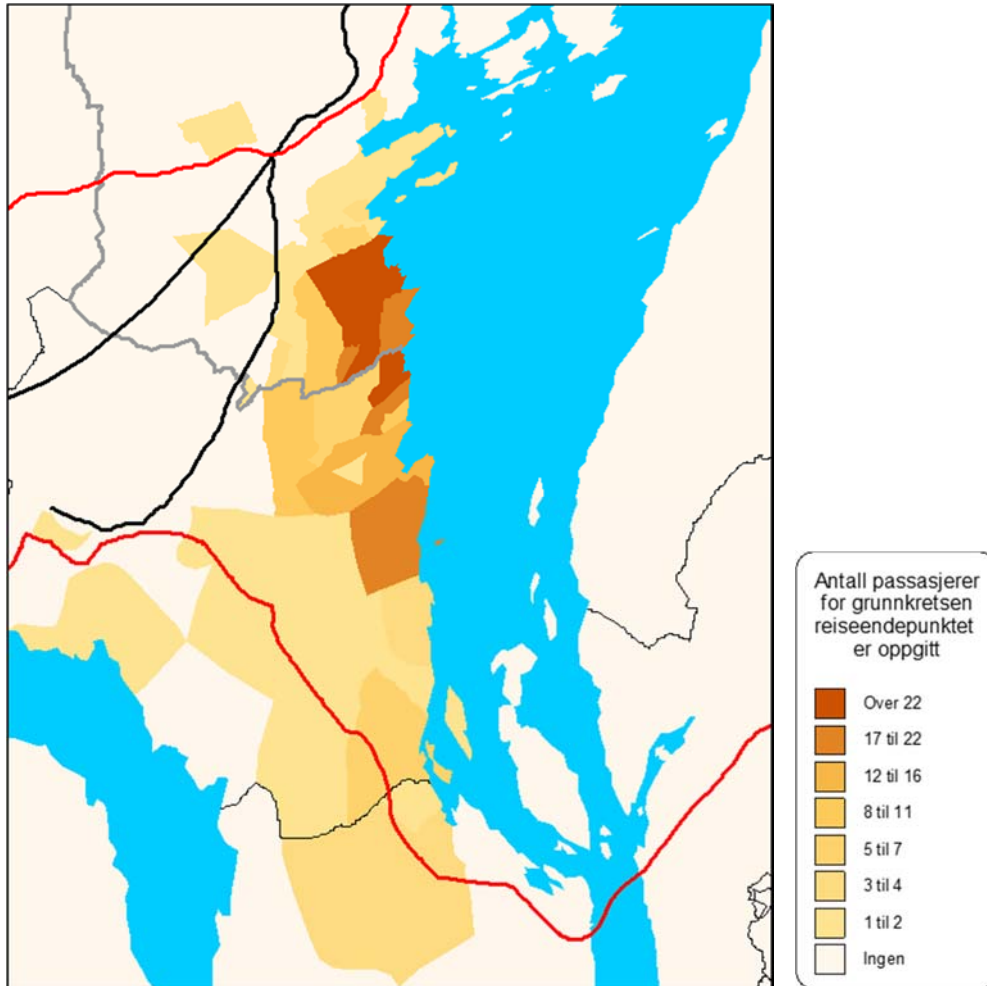 Antall passasjerer
for grunnkretsen
reiseendepunktet
er oppgitt
Over 22
17 til 22
12 til 16
8 til 11
5 til 7
3 til 4
1 til 2
Ingen